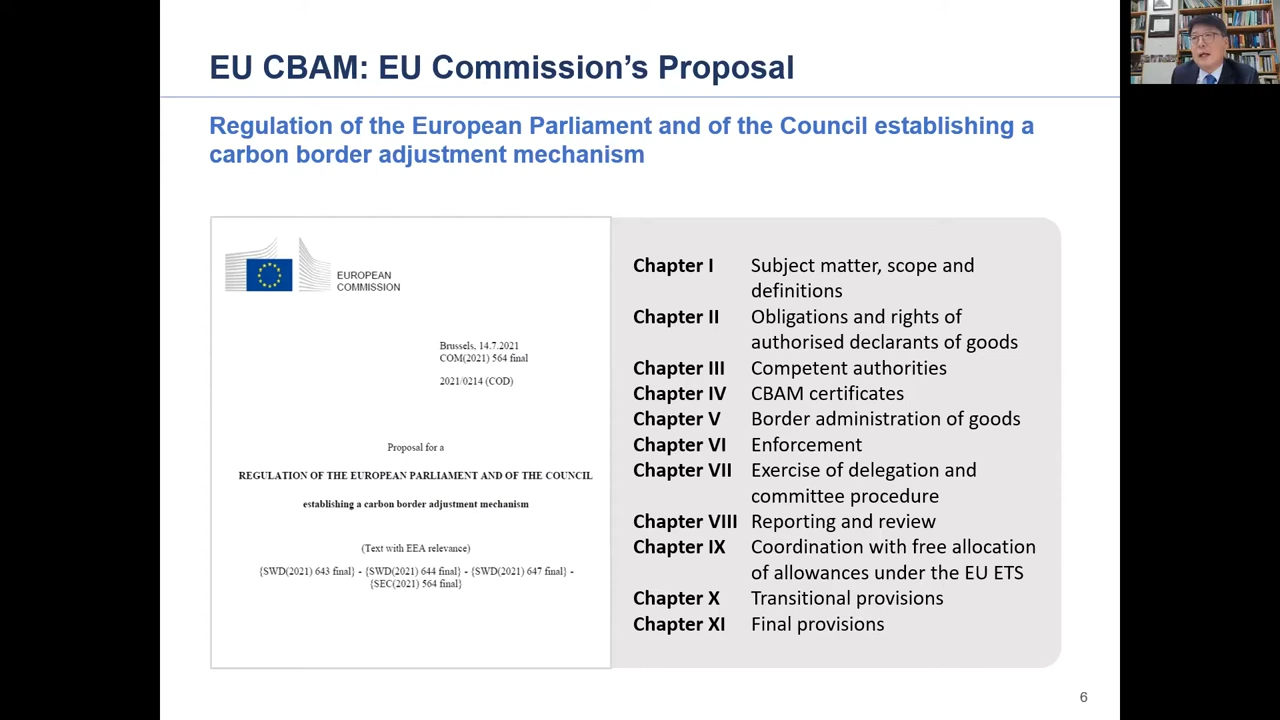 EU CBAM: EU Commission's Proposal
Regulation of the European Parliament and of the Council establishing a
carbon border adjustment mechanism
EUROPEAN
COMMISSION
Brussels, 14.7.2021
COM(2021) 564 final
2021/0214 (COD)
Proposal for a
REGULATION OF THE EUROPEAN PARLIAMENT AND OF THE COUNCIL
establishing a carbon border adjustment mechanism
(Text with EEA relevance)
{SWD(2021) 643 final} - {SWD(2021) 644 final} - {SWD(2021) 647 final} -
{SEC(2021) 564 final}
Chapter I Subject matter, scope and
definitions
Chapter II Obligations and rights of
authorised declarants of goods
Chapter III Competent authorities
Chapter IV CBAM certificates
Chapter V Border administration of goods
Chapter VI Enforcement
Chapter VII Exercise of delegation and
committee procedure
Chapter VIII Reporting and review
Chapter IX Coordination with free allocation
of allowances under the EU ETS
Chapter X Transitional provisions
Chapter XI Final provisions
6